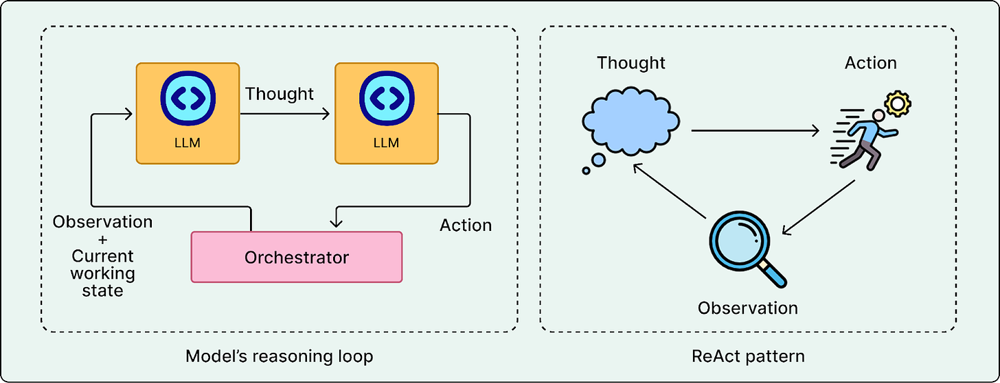 Thought
LLM
LLM
Observation
+
Current
working
state
Action
Orchestrator
Model's reasoning loop
Thought
Action
Observation
ReAct pattern